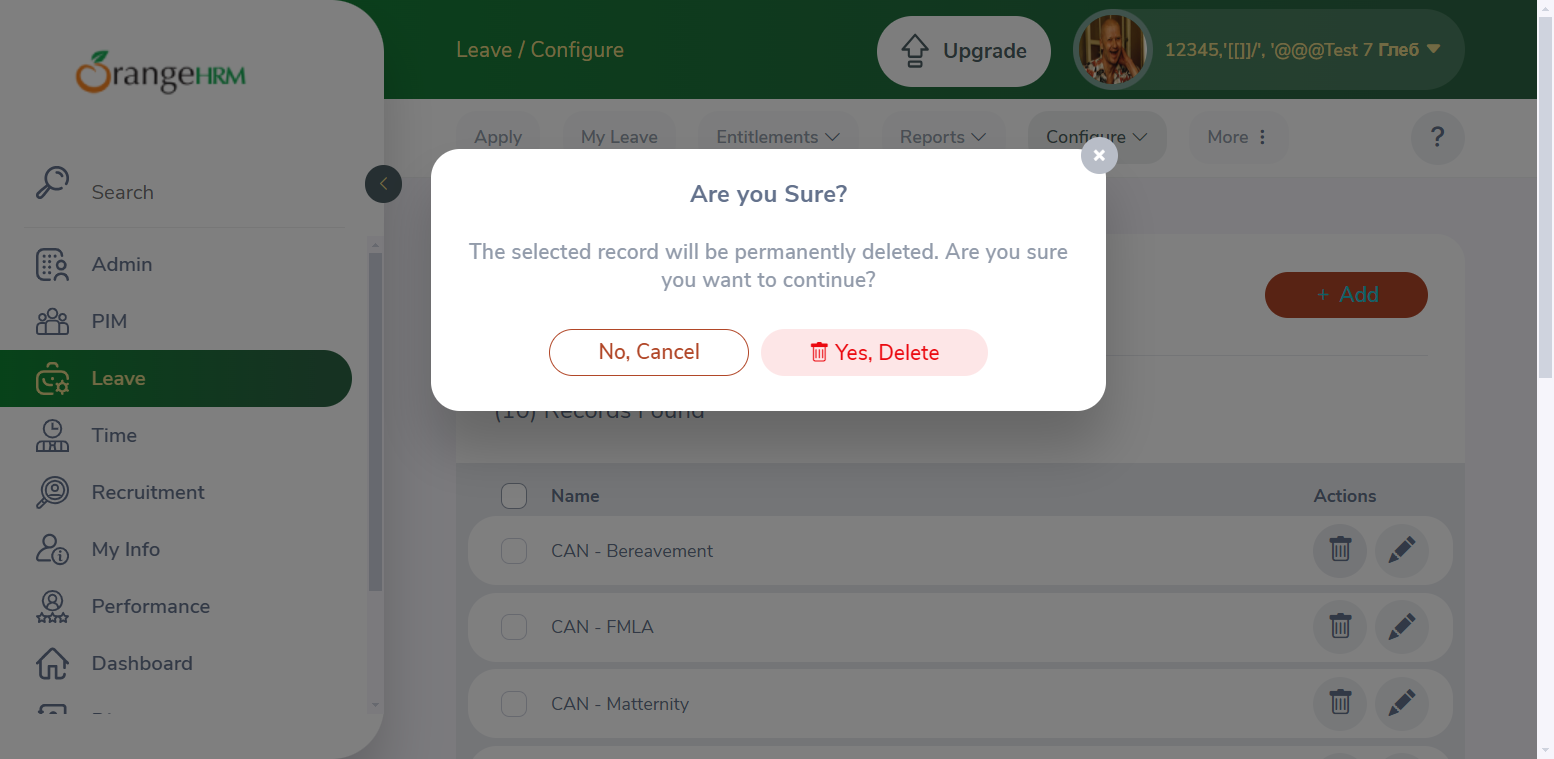 OrangeHRM
Leave / Configure
Upgrade
12345,'[[]]/', '@@@Test 7 Глеб
Search
Admin
PIM
Leave
Time
Recruitment
My Info
Performance
Dashboard
Apply
My Leave
Entitlements
Reports
Configure
More
?
Are you Sure?
The selected record will be permanently deleted. Are you sure
you want to continue?
No, Cancel
Yes, Delete
+ Add
(10) Records Found
Name
Actions
CAN - Bereavement
CAN - FMLA
CAN - Matternity